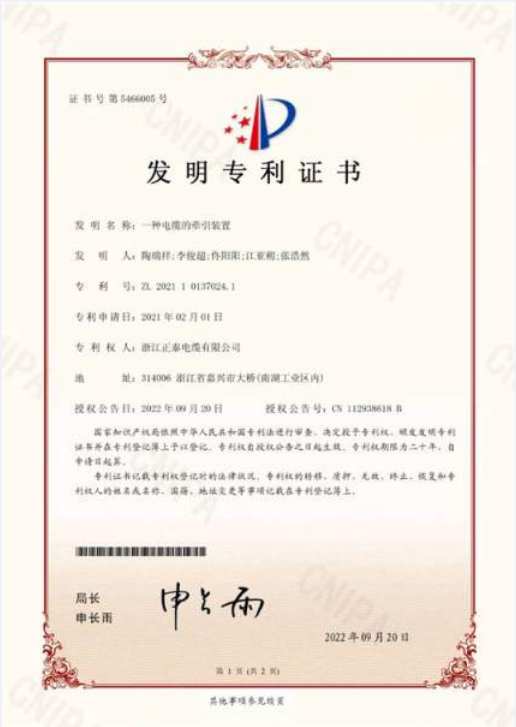 证书号第5466005号
发明专利证书
发明名称：一种电缆的牵引装置
发明人：陶瑞祥;李俊超;佟阳阳;江亚朝;张浩然
专利号：ZL 2021 1 0137024.1
专利申请日：2021年02月01日
专利权人：浙江正泰电缆有限公司
地址：314006 浙江省嘉兴市大桥(南湖工业区内)
授权公告日：2022年09月20日 授权公告号：CN 112938618 B
国家知识产权局依照中华人民共和国专利法进行审查，决定授予专利权，颁发发明专利
证书并在专利登记簿上予以登记。专利权自授权公告之日起生效。专利权期限为二十年，自
申请日起算。
专利证书记载专利权登记时的法律状况。专利权的转移、质押、无效、终止、恢复和专
利权人的姓名或名称、国籍、地址变更等事项记载在专利登记簿上。
局长
申长雨
申长雨
2022年09月20日
第 1 页 (共 2 页)
其他事项参见续页
CNIPA
CNIPA
CNIPA
CNIPA